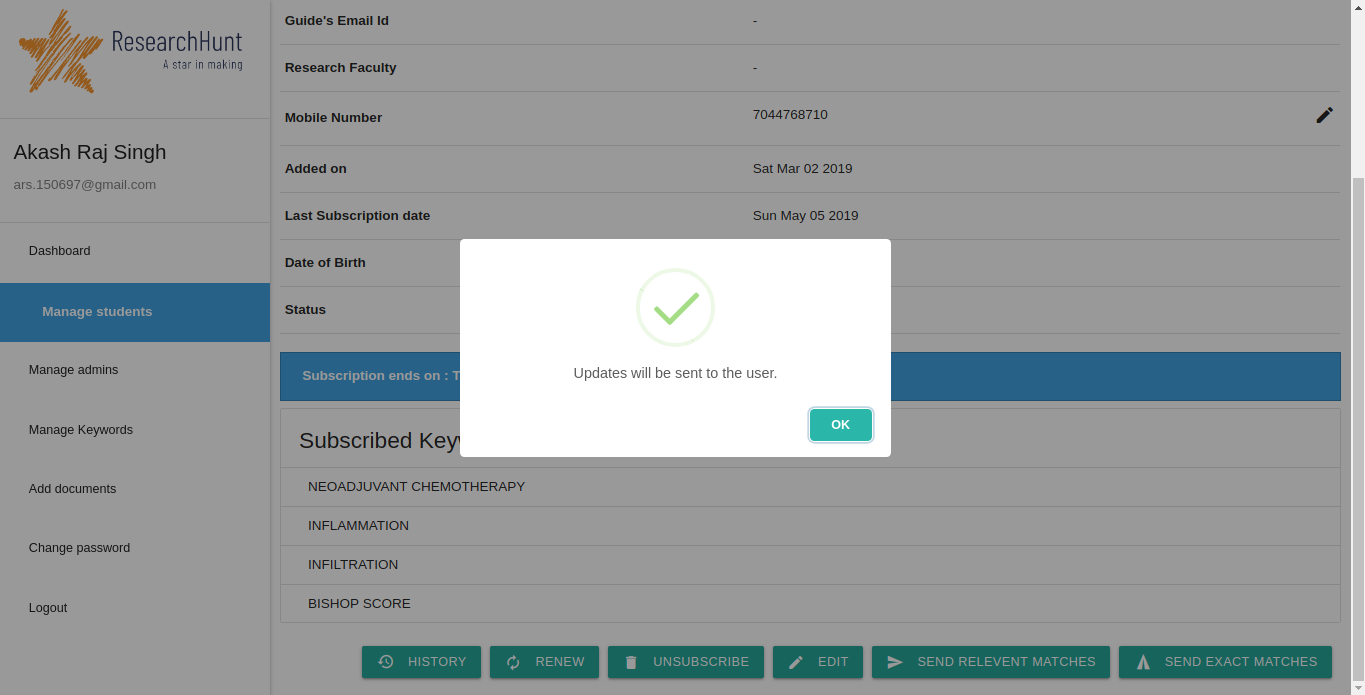 ResearchHunt
A star in making
Akash Raj Singh
ars.150697@gmail.com
Dashboard
Manage students
Manage admins
Manage Keywords
Add documents
Change password
Logout
Guide's Email Id -
Research Faculty -
Mobile Number 7044768710
Added on Sat Mar 02 2019
Last Subscription date Sun May 05 2019
Date of Birth
Status
Subscription ends on : T
Subscribed Key
Updates will be sent to the user.
OK
NEOADJUVANT CHEMOTHERAPY
INFLAMMATION
INFILTRATION
BISHOP SCORE
HISTORY RENEW UNSUBSCRIBE EDIT SEND RELEVENT MATCHES SEND EXACT MATCHES